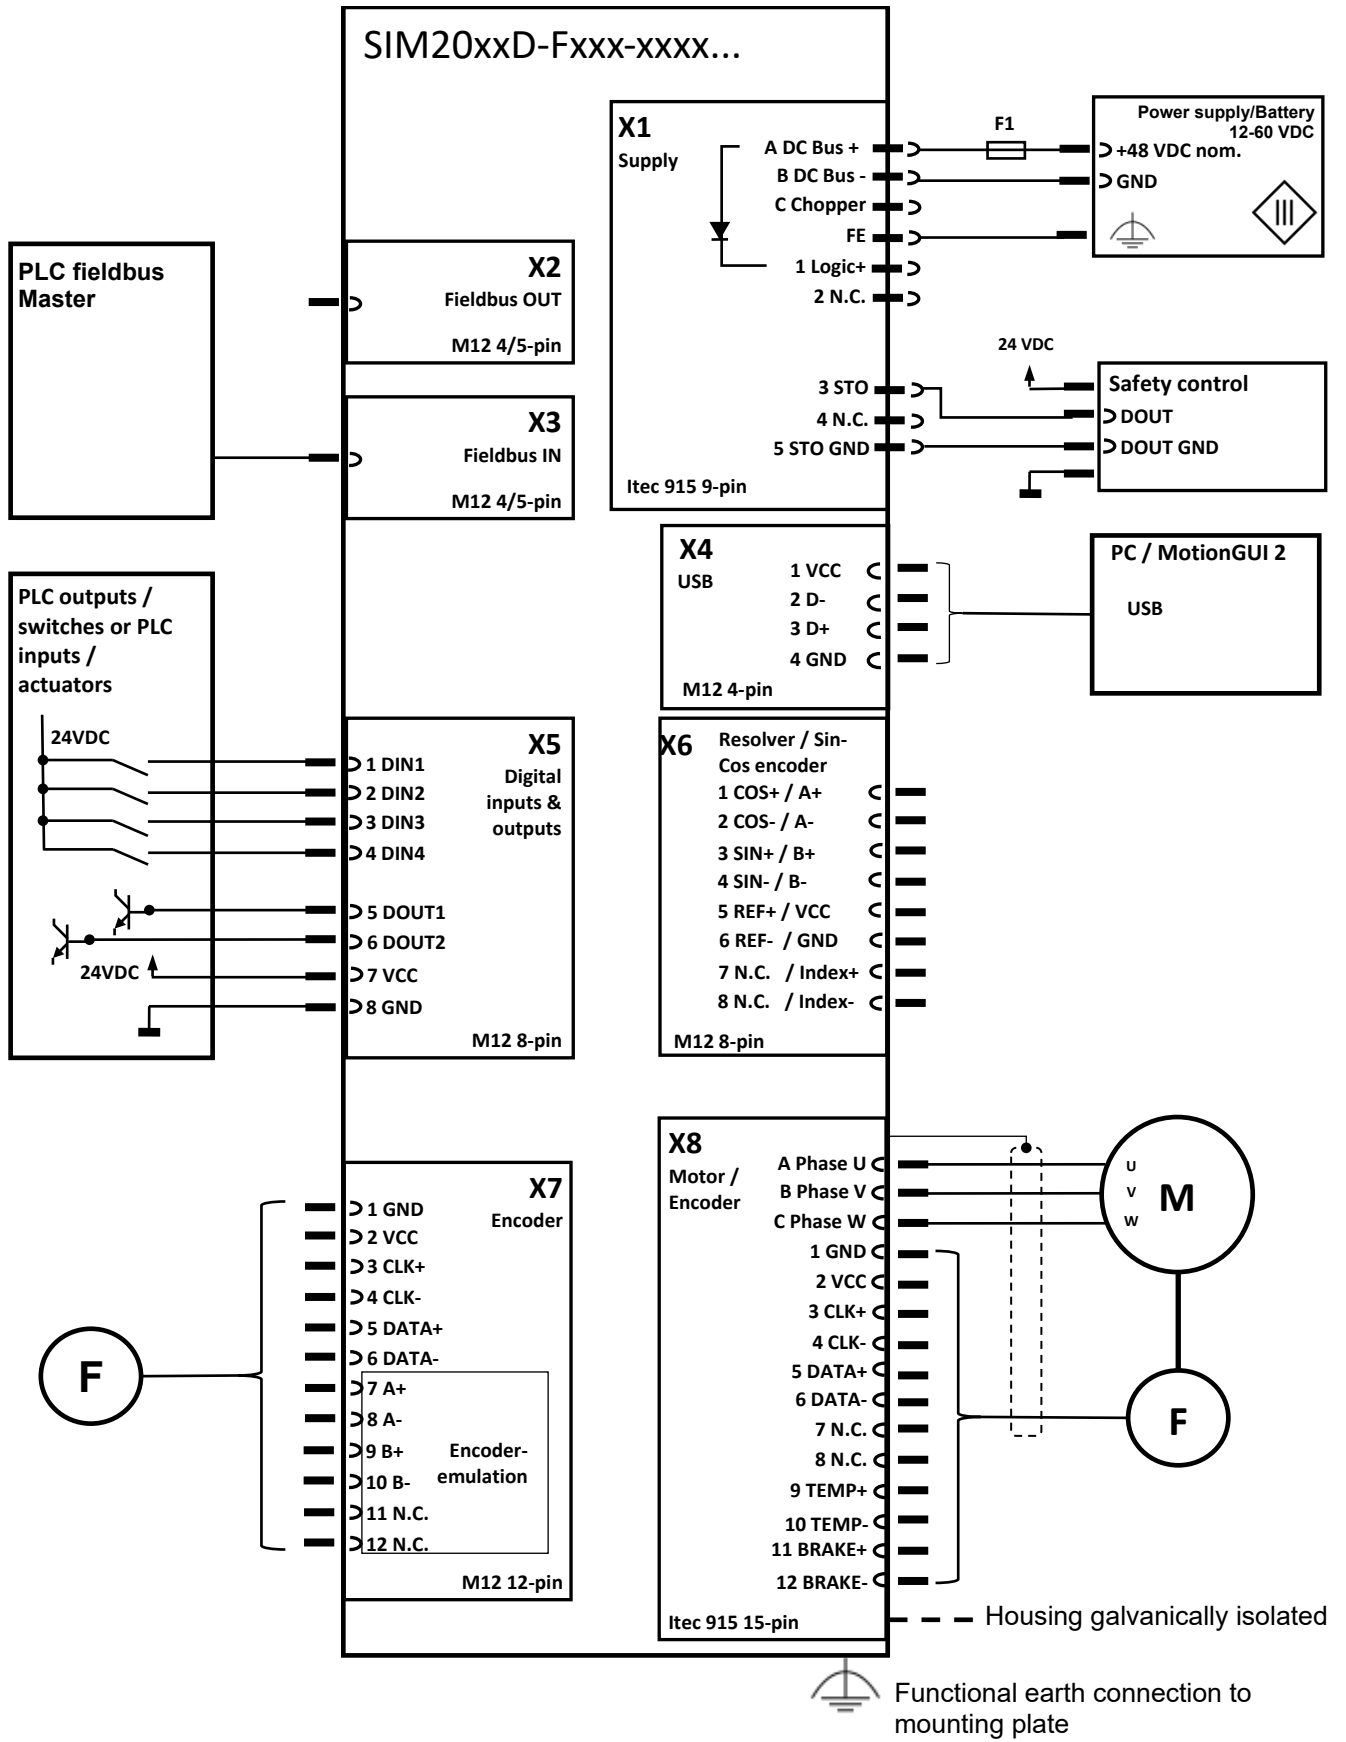 SIM20xxD-Fxxx-xxxx...
X1
Supply
A DC Bus +
B DC Bus -
C Chopper
FE
1 Logic+
2 N.C.
3 STO
4 N.C.
5 STO GND
Itec 915 9-pin
F1
Power supply/Battery
12-60 VDC
+48 VDC nom.
GND
24 VDC
Safety control
DOUT
DOUT GND
PLC fieldbus
Master
X2
Fieldbus OUT
M12 4/5-pin
X3
Fieldbus IN
M12 4/5-pin
X4
USB
1 VCC
2 D-
3 D+
4 GND
M12 4-pin
PC / MotionGUI 2
USB
PLC outputs /
switches or PLC
inputs /
actuators
24VDC
24VDC
X5
Digital
inputs &
outputs
1 DIN1
2 DIN2
3 DIN3
4 DIN4
5 DOUT1
6 DOUT2
7 VCC
8 GND
M12 8-pin
X6
Resolver / Sin-
Cos encoder
1 COS+ / A+
2 COS- / A-
3 SIN+ / B+
4 SIN- / B-
5 REF+ / VCC
6 REF- / GND
7 N.C. / Index+
8 N.C. / Index-
M12 8-pin
X7
Encoder
1 GND
2 VCC
3 CLK+
4 CLK-
5 DATA+
6 DATA-
7 A+
8 A-
9 B+
10 B-
11 N.C.
12 N.C.
Encoder-
emulation
M12 12-pin
F
X8
Motor /
Encoder
A Phase U
B Phase V
C Phase W
1 GND
2 VCC
3 CLK+
4 CLK-
5 DATA+
6 DATA-
7 N.C.
8 N.C.
9 TEMP+
10 TEMP-
11 BRAKE+
12 BRAKE-
Itec 915 15-pin
U
V
W
M
F
Housing galvanically isolated
Functional earth connection to
mounting plate